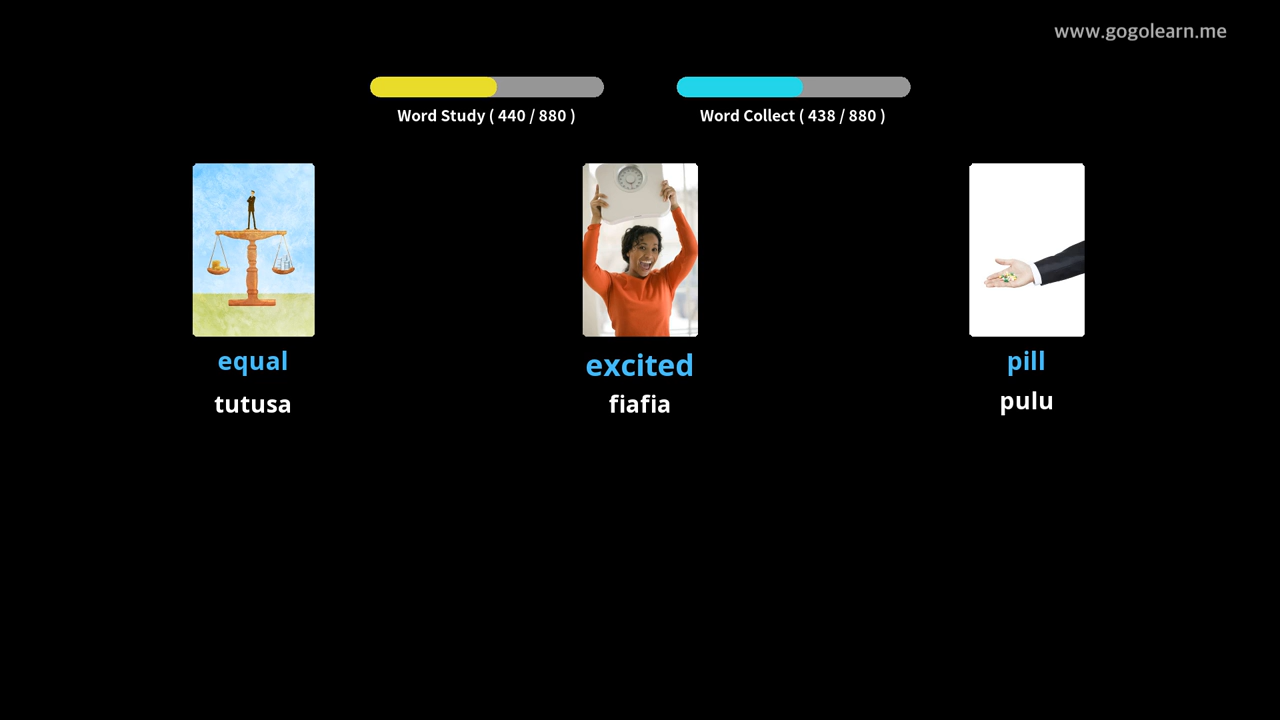 www.gogolearn.me
Word Study ( 440 / 880 )
Word Collect ( 438 / 880 )
equal
excited
pill
tutusa
fiafia
pulu